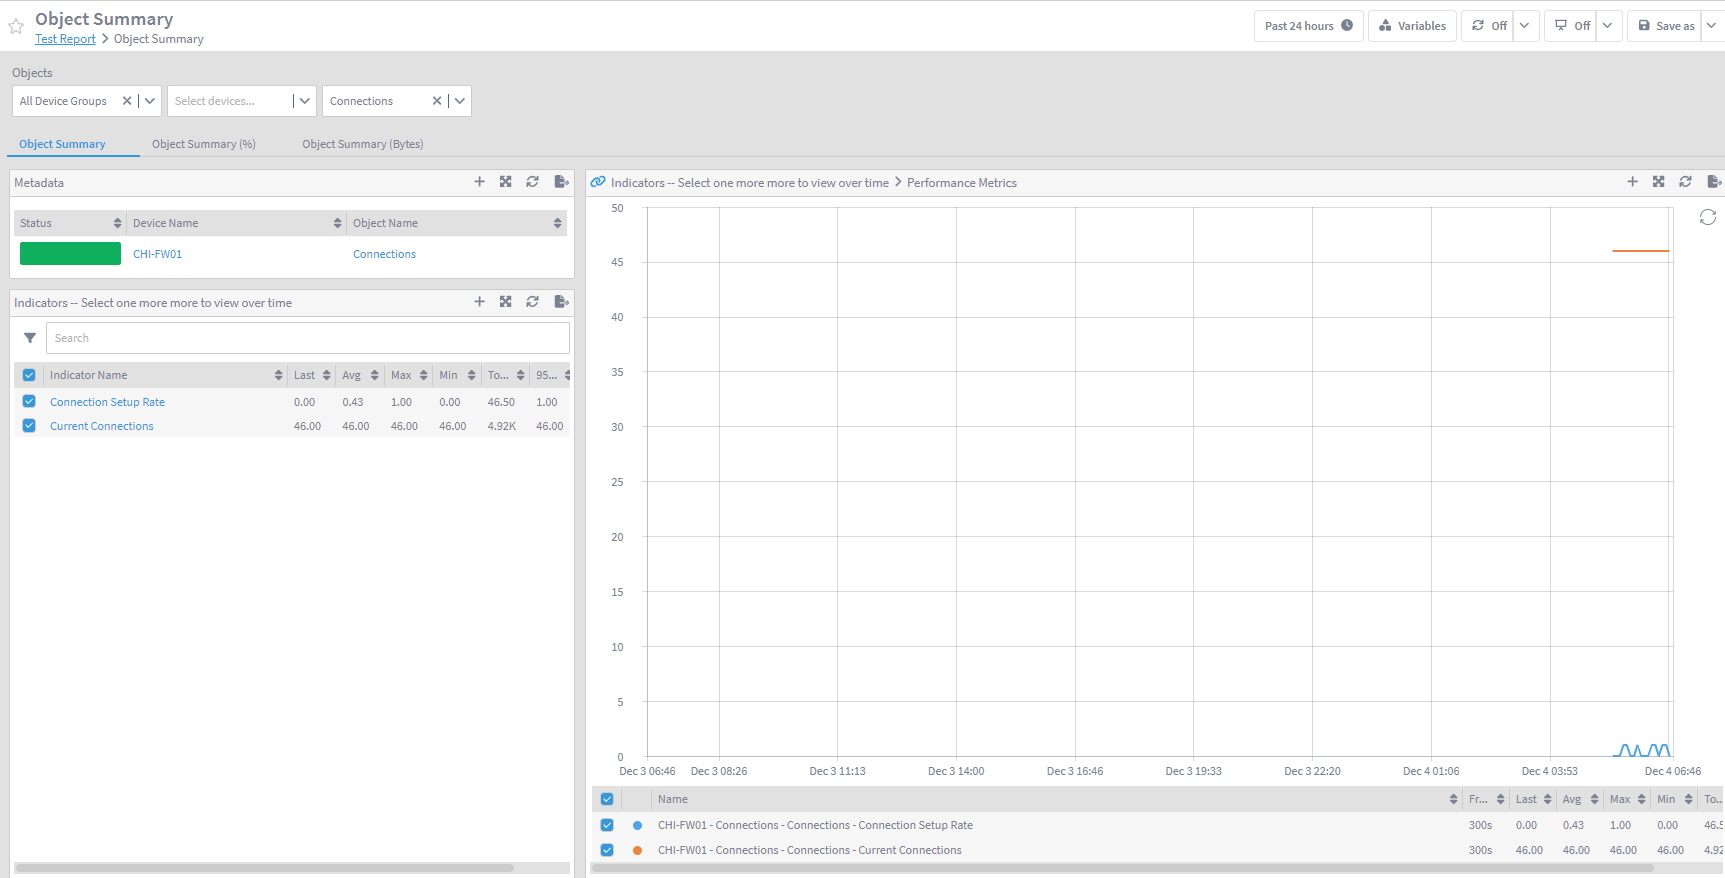 Object Summary
Test Report > Object Summary
Past 24 hours
Variables
Off
Off
Save as
Objects
All Device Groups
Select devices...
Connections
Object Summary
Object Summary (%)
Object Summary (Bytes)
Metadata
Status Device Name Object Name
CHI-FW01 Connections
Indicators -- Select one more more to view over time
Search
Indicator Name Last Avg Max Min To... 95...
Connection Setup Rate 0.00 0.43 1.00 0.00 46.50 1.00
Current Connections 46.00 46.00 46.00 46.00 4.92K 46.00
Indicators -- Select one more more to view over time > Performance Metrics
50
45
40
35
30
25
20
15
10
5
0
Dec 3 06:46 Dec 3 08:26 Dec 3 11:13 Dec 3 14:00 Dec 3 16:46 Dec 3 19:33 Dec 3 22:20 Dec 4 01:06 Dec 4 03:53 Dec 4 06:46
Name Fr... Last Avg Max Min To...
CHI-FW01 - Connections - Connections - Connection Setup Rate 300s 0.00 0.43 1.00 0.00 46.5
CHI-FW01 - Connections - Connections - Current Connections 300s 46.00 46.00 46.00 46.00 4.92